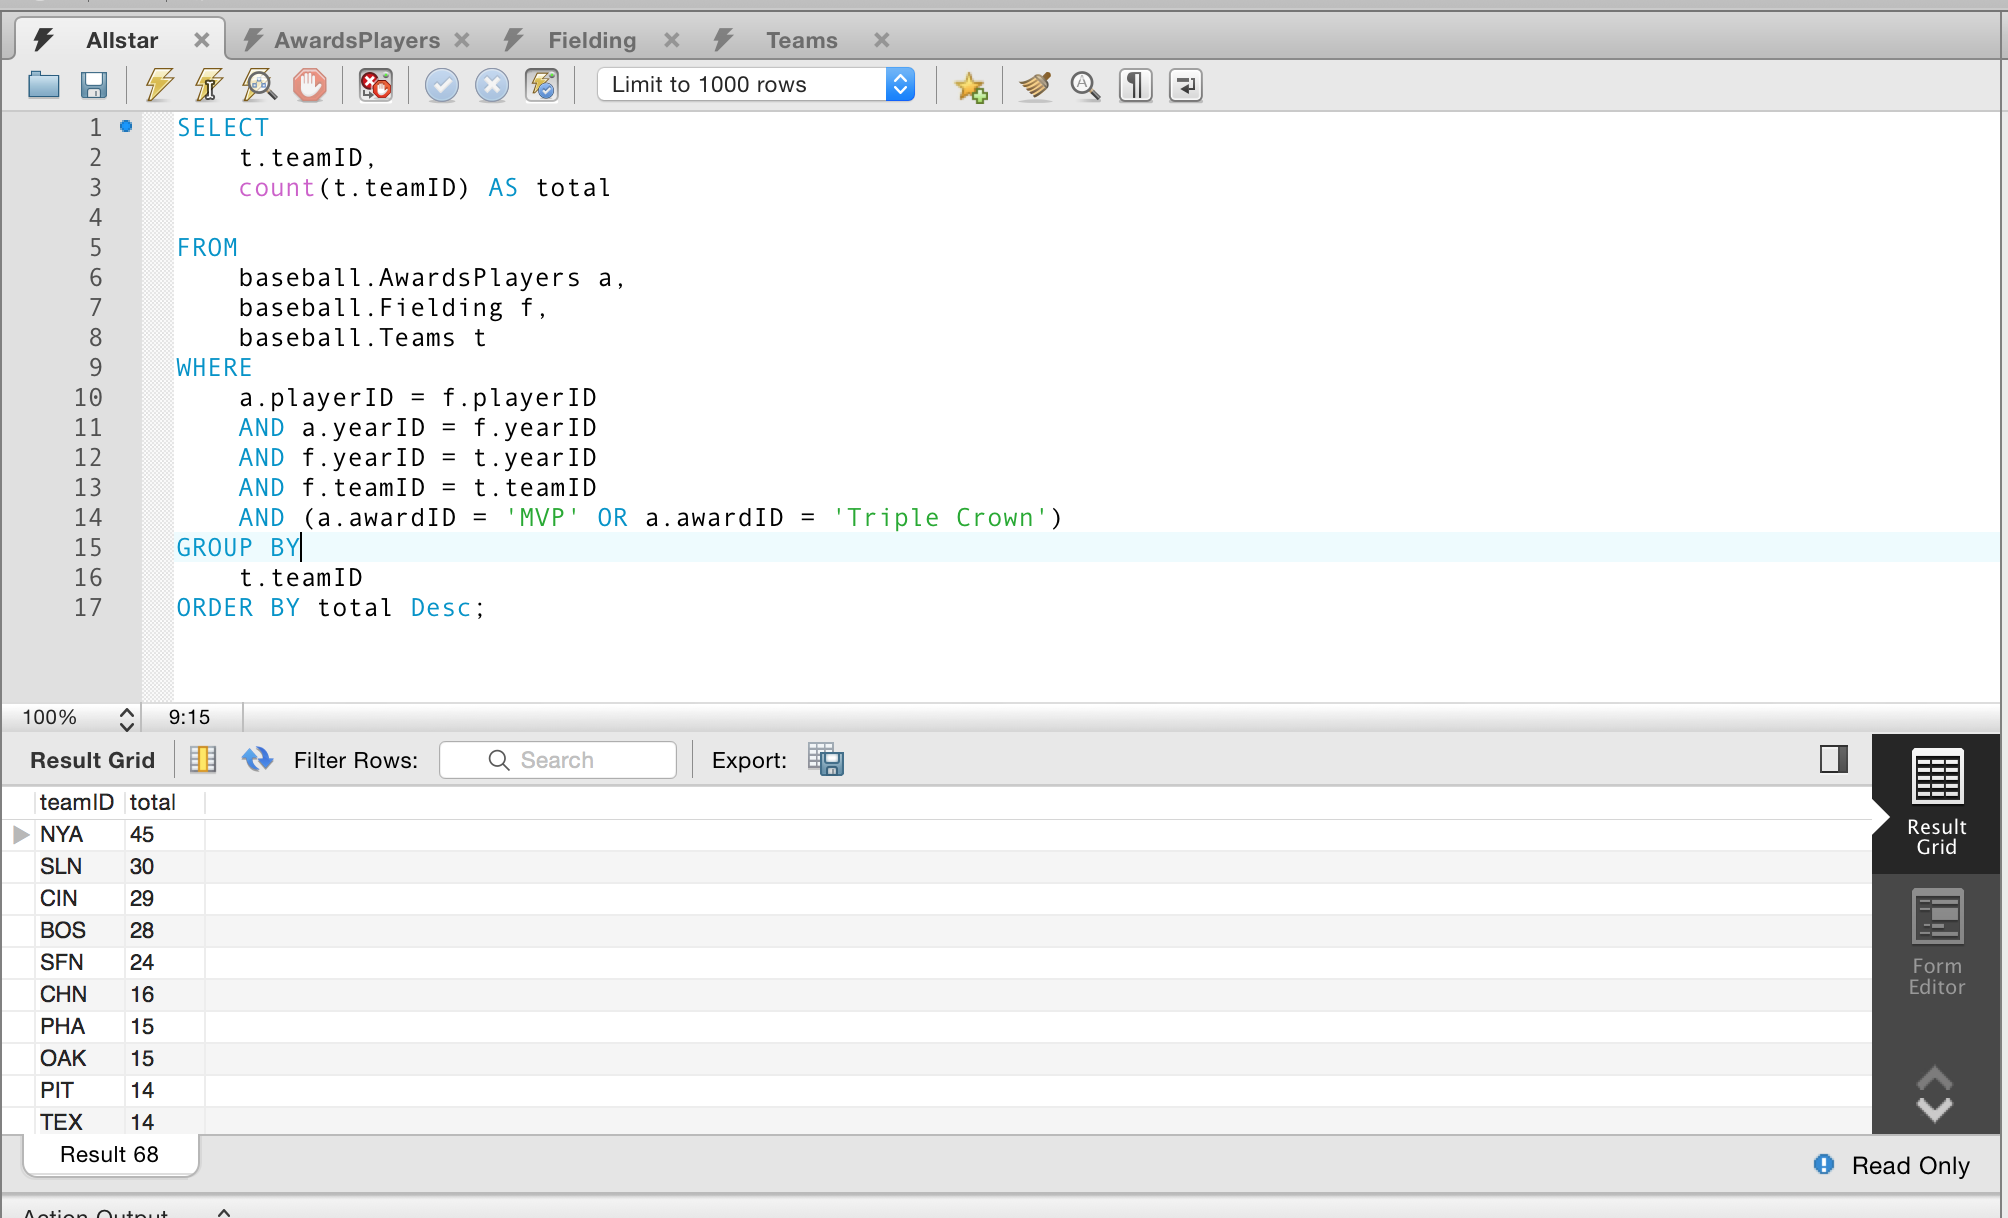 Allstar AwardsPlayers Fielding Teams
Limit to 1000 rows
1 SELECT
2 t.teamID,
3 count(t.teamID) AS total
4
5 FROM
6 baseball.AwardsPlayers a,
7 baseball.Fielding f,
8 baseball.Teams t
9 WHERE
10 a.playerID = f.playerID
11 AND a.yearID = f.yearID
12 AND f.yearID = t.yearID
13 AND f.teamID = t.teamID
14 AND (a.awardID = 'MVP' OR a.awardID = 'Triple Crown')
15 GROUP BY
16 t.teamID
17 ORDER BY total Desc;
100% 9:15
Result Grid Filter Rows: Search Export:
teamID total
NYA 45
SLN 30
CIN 29
BOS 28
SFN 24
CHN 16
PHA 15
OAK 15
PIT 14
TEX 14
Result
Grid
Form
Editor
Result 68 Read Only
Action Output